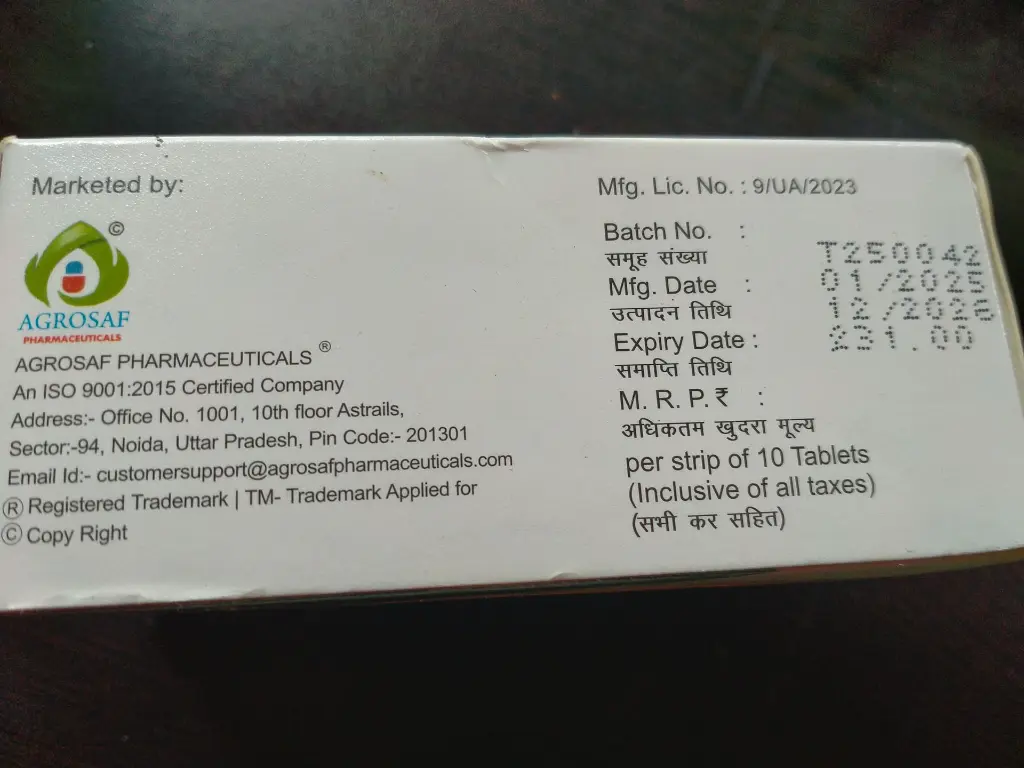 Marketed by:
©
AGROSAF
PHARMACEUTICALS
AGROSAF PHARMACEUTICALS ®
An ISO 9001:2015 Certified Company
Address:- Office No. 1001, 10th floor Astrails,
Sector:-94, Noida, Uttar Pradesh, Pin Code:- 201301
Email Id:- customersupport@agrosafpharmaceuticals.com
® Registered Trademark | TM- Trademark Applied for
© Copy Right
Mfg. Lic. No. : 9/UA/2023
Batch No. :
समूह संख्या
Mfg. Date :
उत्पादन तिथि
Expiry Date :
समाप्ति तिथि
M. R. P. ₹ :
अधिकतम खुदरा मूल्य
per strip of 10 Tablets
(Inclusive of all taxes)
(सभी कर सहित)
T250042
01/2025
12/2026
231.00